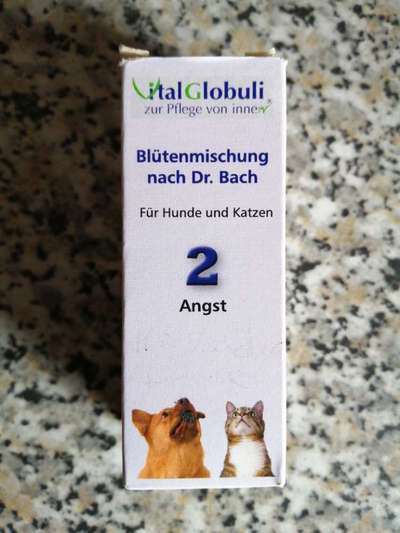 VitalGlobuli
zur Pflege von innen
Blütenmischung
nach Dr. Bach
Für Hunde und Katzen
2
Angst